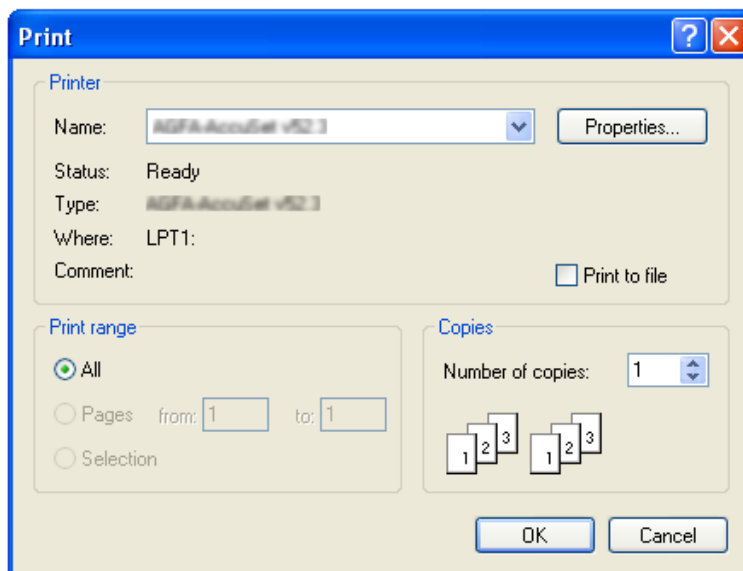 Print
Printer
Name: Properties...
Status: Ready
Type:
Where: LPT1:
Comment: Print to file
Print range
All
Pages from: 1 to: 1
Selection
Copies
Number of copies: 1
1 2 3 1 2 3
OK Cancel